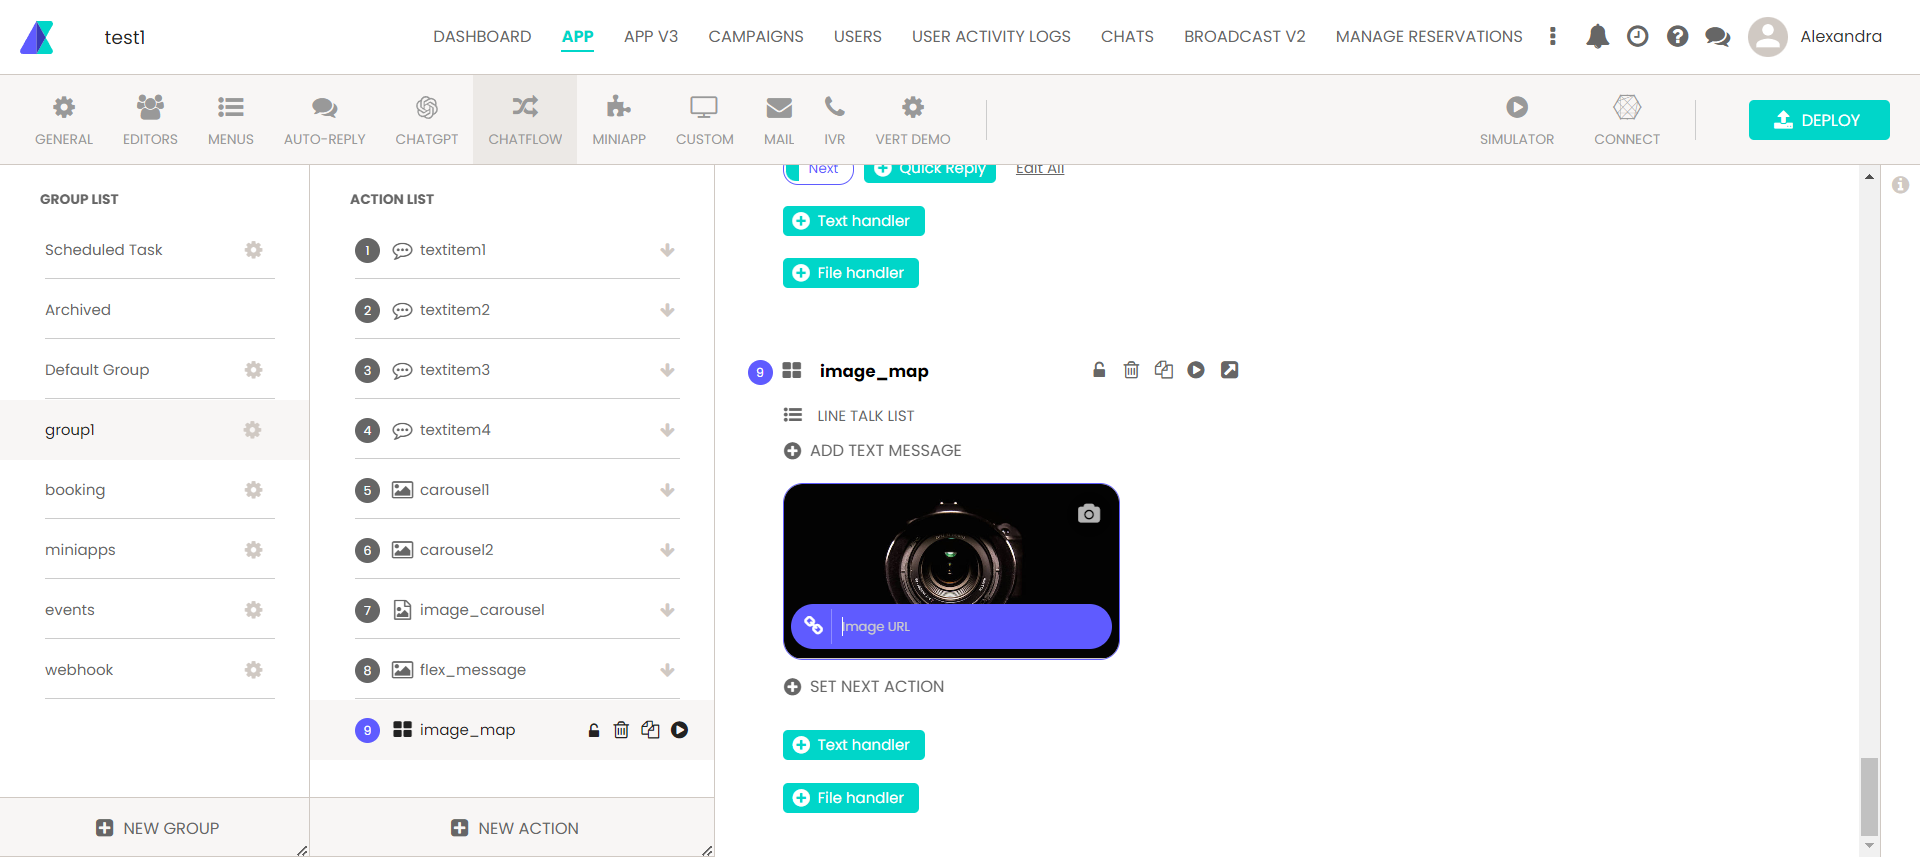 test1
DASHBOARD APP APP V3 CAMPAIGNS USERS USER ACTIVITY LOGS CHATS BROADCAST V2 MANAGE RESERVATIONS
Alexandra
GENERAL EDITORS MENUS AUTO-REPLY CHATGPT CHATFLOW MINIAPP CUSTOM MAIL IVR VERT DEMO
SIMULATOR CONNECT
DEPLOY
GROUP LIST
Scheduled Task
Archived
Default Group
group1
booking
miniapps
events
webhook
NEW GROUP
ACTION LIST
1 textitem1
2 textitem2
3 textitem3
4 textitem4
5 carousel1
6 carousel2
7 image_carousel
8 flex_message
9 image_map
NEW ACTION
Next Quick Reply Edit All
Text handler
File handler
9 image_map
LINE TALK LIST
ADD TEXT MESSAGE
Image URL
SET NEXT ACTION
Text handler
File handler